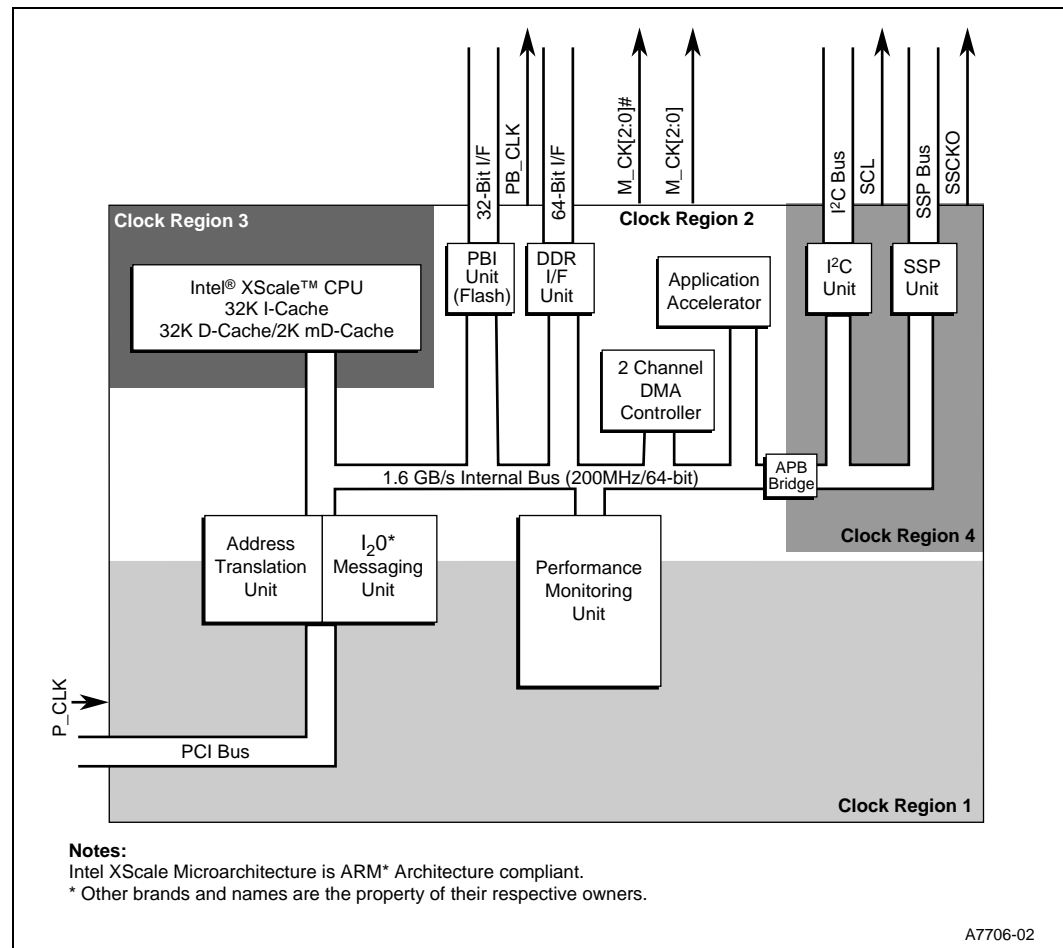 32-Bit I/F
PB_CLK
64-Bit I/F
M_CK[2:0]#
M_CK[2:0]
I²C Bus
SCL
SSP Bus
SSCKO
Clock Region 3
Clock Region 2
Intel® XScale™ CPU
32K I-Cache
32K D-Cache/2K mD-Cache
PBI
Unit
(Flash)
DDR
I/F
Unit
Application
Accelerator
I²C
Unit
SSP
Unit
2 Channel
DMA
Controller
1.6 GB/s Internal Bus (200MHz/64-bit)
APB
Bridge
Clock Region 4
Address
Translation
Unit
I₂0*
Messaging
Unit
Performance
Monitoring
Unit
P_CLK
PCI Bus
Clock Region 1
Notes:
Intel XScale Microarchitecture is ARM* Architecture compliant.
* Other brands and names are the property of their respective owners.
A7706-02